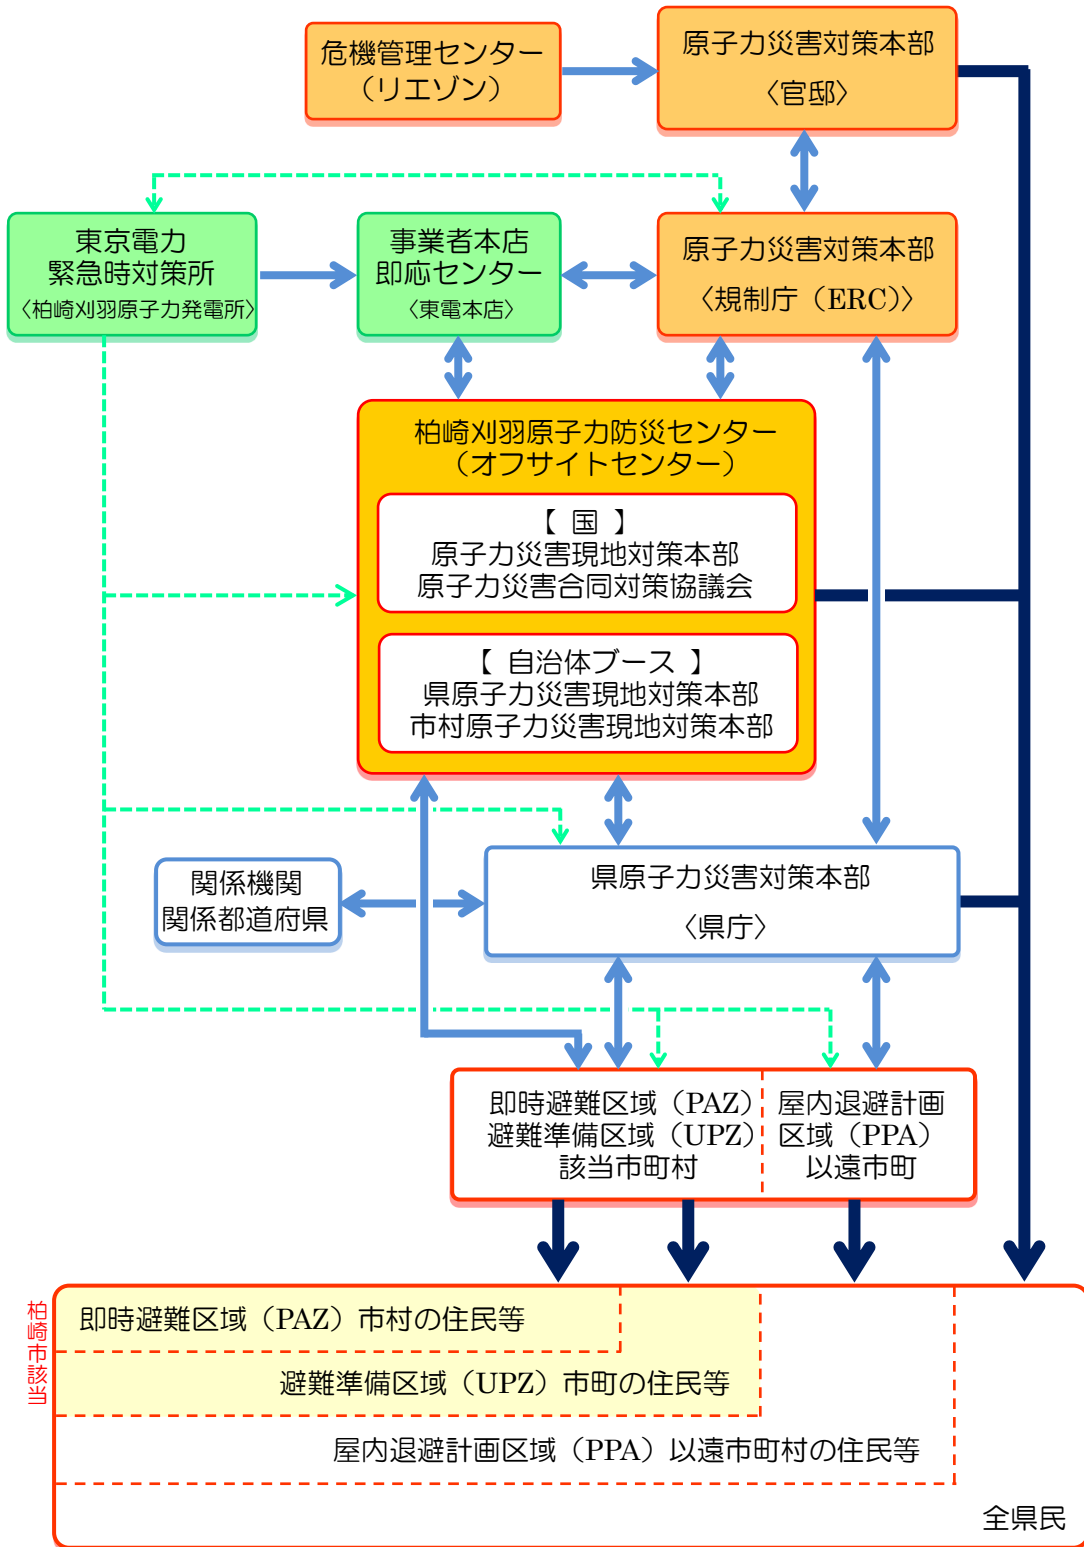 危機管理センター
（リエゾン）
原子力災害対策本部
〈官邸〉
東京電力
緊急時対策所
〈柏崎刈羽原子力発電所〉
事業者本店
即応センター
〈東電本店〉
原子力災害対策本部
〈規制庁（ERC）〉
柏崎刈羽原子力防災センター
（オフサイトセンター）
【 国 】
原子力災害現地対策本部
原子力災害合同対策協議会
【 自治体ブース 】
県原子力災害現地対策本部
市村原子力災害現地対策本部
関係機関
関係都道府県
県原子力災害対策本部
〈県庁〉
即時避難区域（PAZ）
避難準備区域（UPZ）
該当市町村
屋内退避計画
区域（PPA）
以遠市町
柏崎市該当
即時避難区域（PAZ）市村の住民等
避難準備区域（UPZ）市町の住民等
屋内退避計画区域（PPA）以遠市町村の住民等
全県民